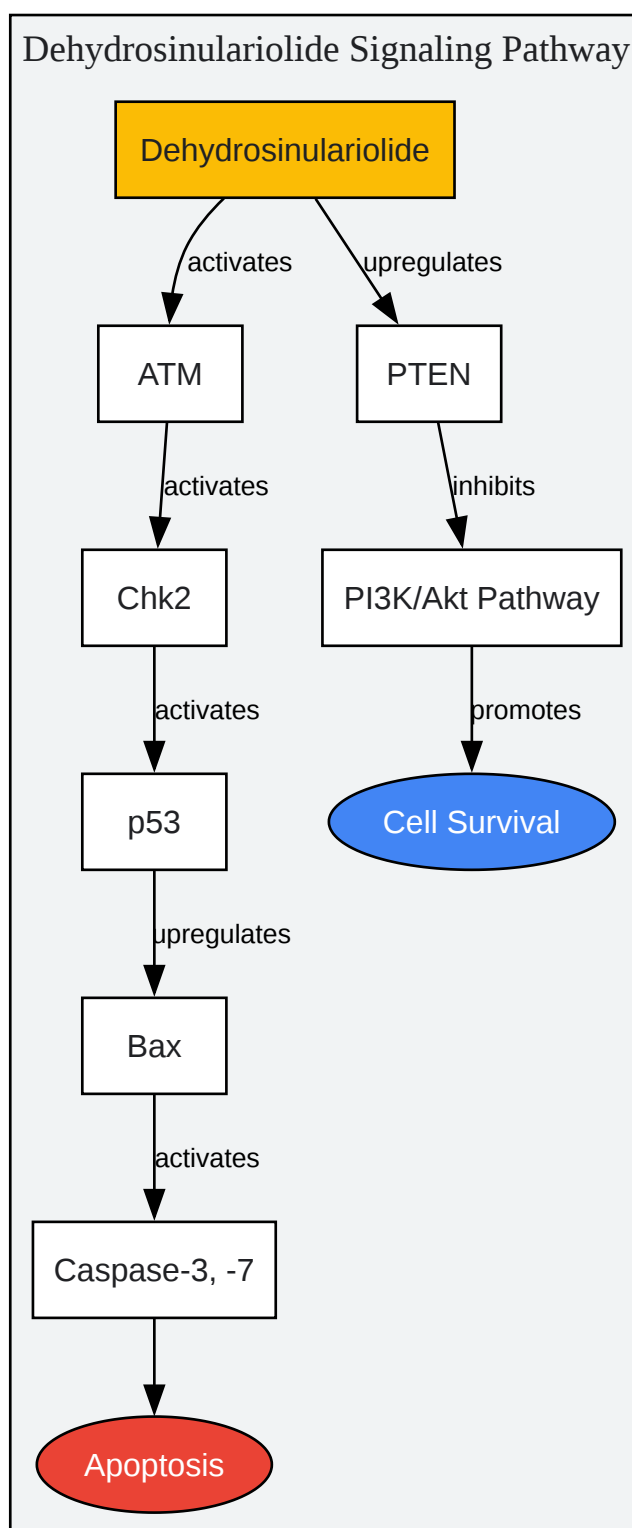 Dehydrosinulariolide Signaling Pathway
Dehydrosinulariolide
activates
upregulates
ATM
PTEN
activates
inhibits
Chk2
PI3K/Akt Pathway
activates
promotes
p53
Cell Survival
upregulates
Bax
activates
Caspase-3, -7
Apoptosis